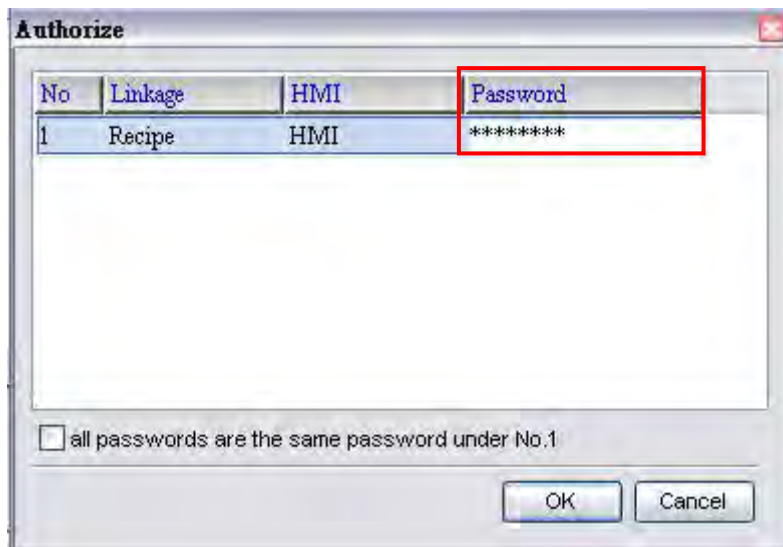 Authorize
No Linkage HMI Password
1 Recipe HMI ********
all passwords are the same password under No.1
OK Cancel